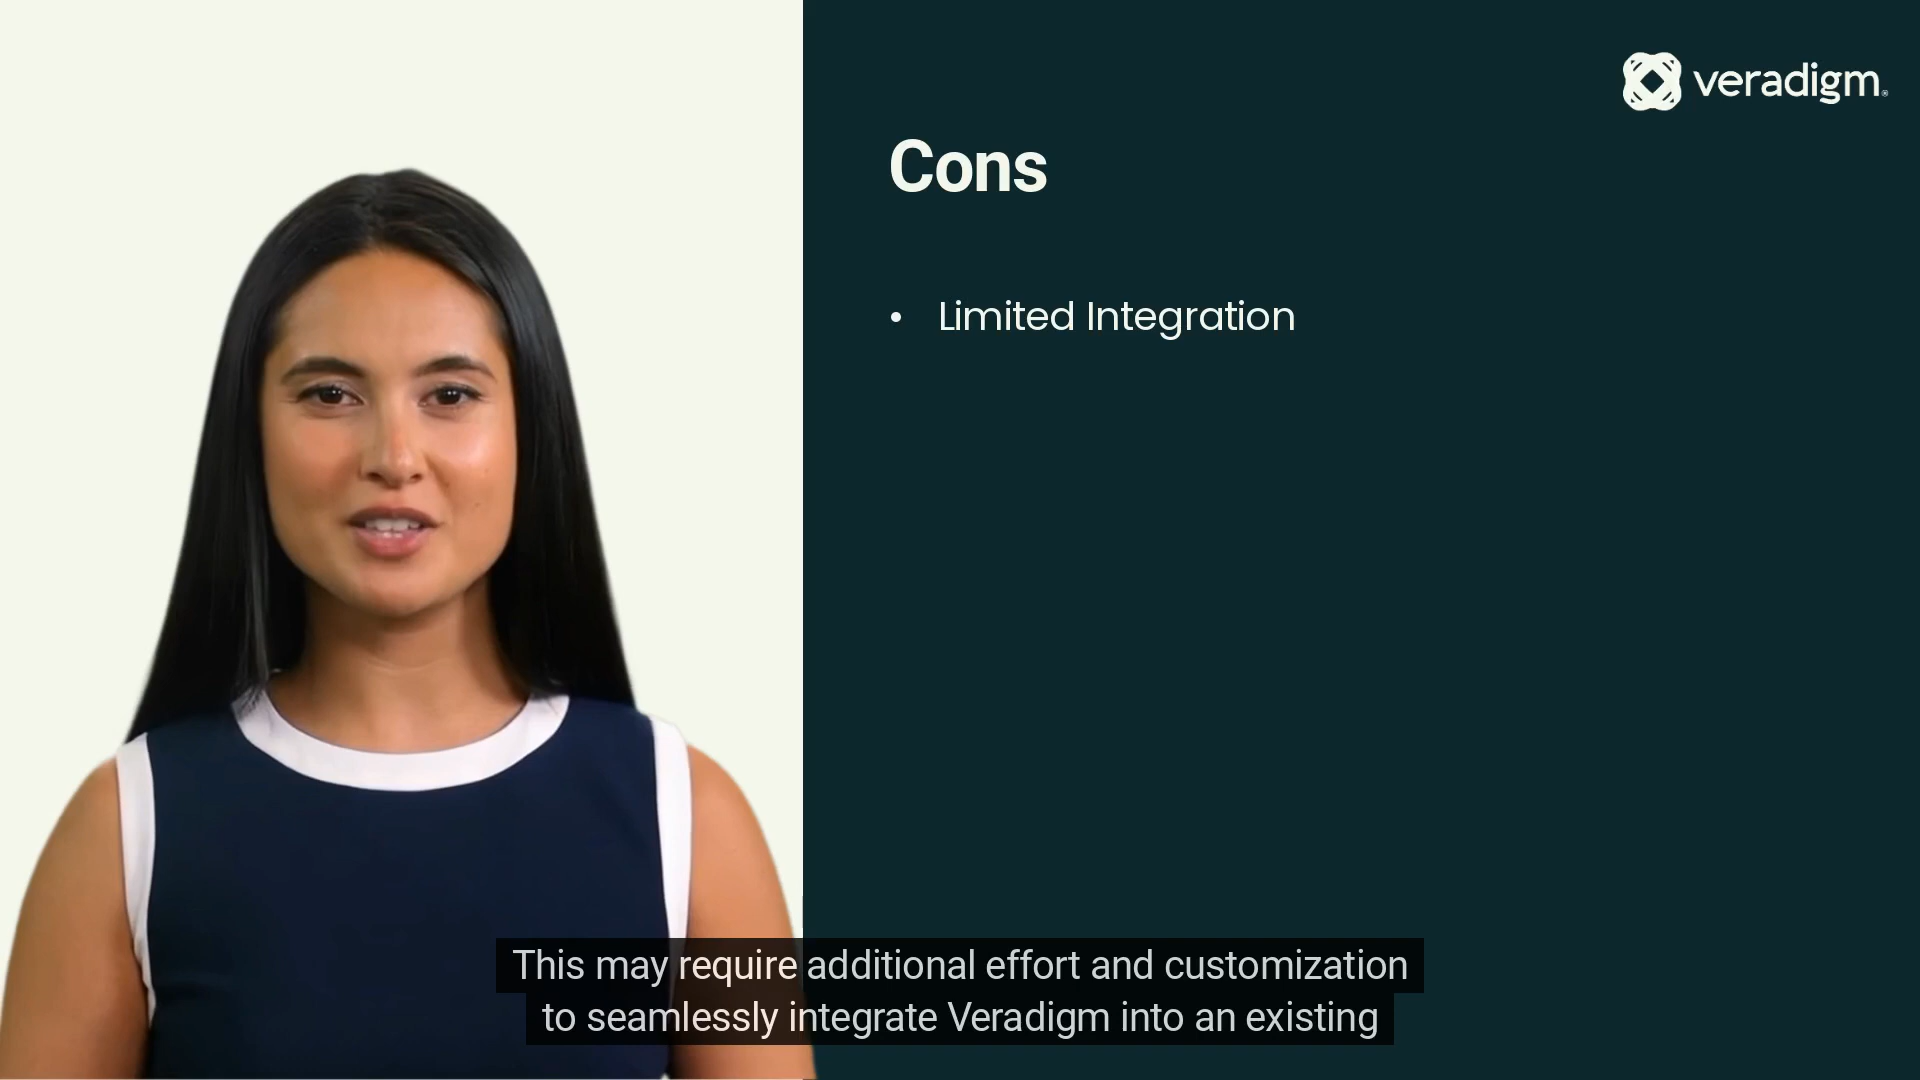 veradigm
Cons
• Limited Integration
This may require additional effort and customization
to seamlessly integrate Veradigm into an existing